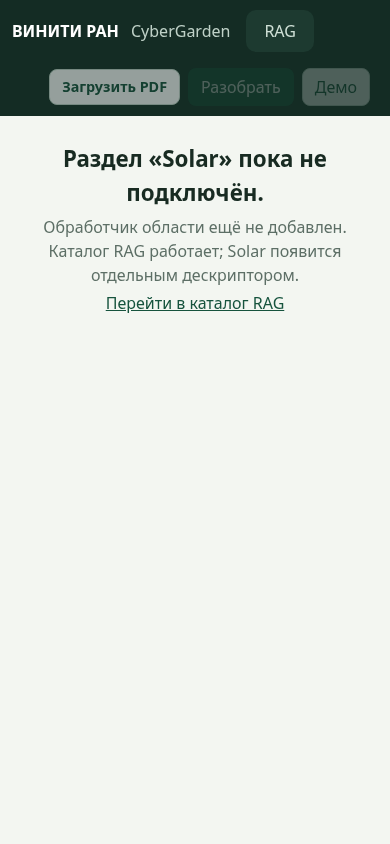 ВИНИТИ РАН CyberGarden RAG
Загрузить PDF Разобрать Демо
Раздел «Solar» пока не
подключён.
Обработчик области ещё не добавлен.
Каталог RAG работает; Solar появится
отдельным дескриптором.
Перейти в каталог RAG